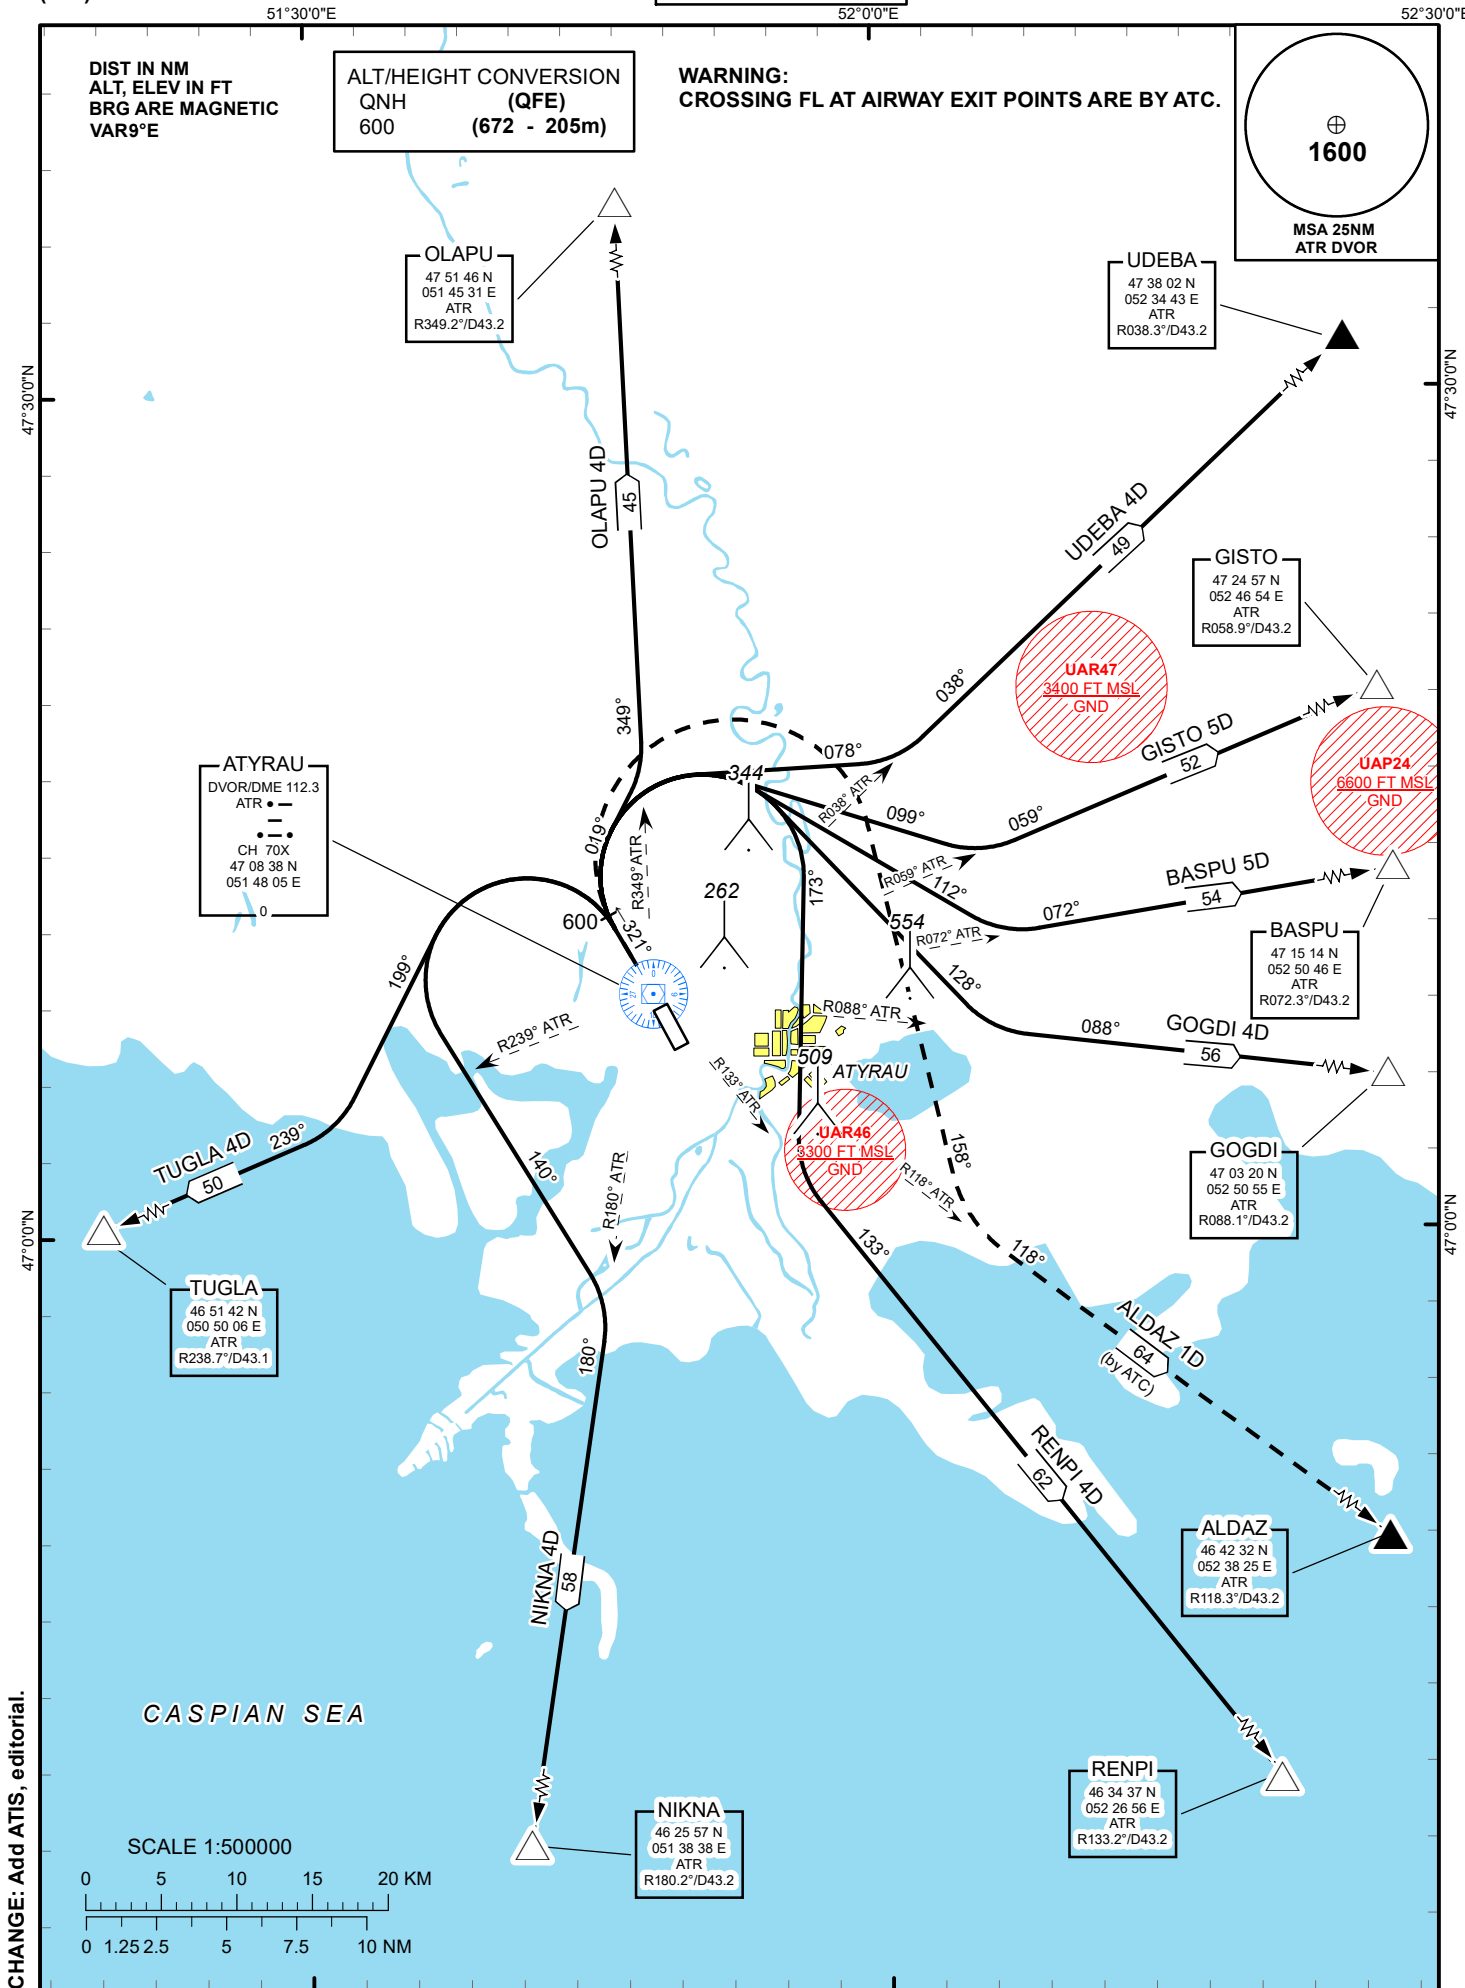 51°30'0"E
52°0'0"E
52°30'0"E
DIST IN NM
ALT, ELEV IN FT
BRG ARE MAGNETIC
VAR9°E
ALT/HEIGHT CONVERSION
QNH (QFE)
600 (672 - 205m)
WARNING:
CROSSING FL AT AIRWAY EXIT POINTS ARE BY ATC.
1600
MSA 25NM
ATR DVOR
OLAPU
47 51 46 N
051 45 31 E
ATR
R349.2°/D43.2
UDEBA
47 38 02 N
052 34 43 E
ATR
R038.3°/D43.2
47°30'0"N
47°30'0"N
OLAPU 4D
45
UDEBA 4D
49
GISTO
47 24 57 N
052 46 54 E
ATR
R058.9°/D43.2
UAR47
3400 FT MSL
GND
038°
349°
GISTO 5D
52
UAP24
6600 FT MSL
GND
078°
344
ATYRAU
DVOR/DME 112.3
ATR
CH 70X
47 08 38 N
051 48 05 E
0
R038° ATR
099°
059°
019°
R349° ATR
R059° ATR
112°
BASPU 5D
54
173°
262
072°
600
321°
554
R072° ATR
BASPU
47 15 14 N
052 50 46 E
ATR
R072.3°/D43.2
199°
128°
R088° ATR
088°
GOGDI 4D
56
R239° ATR
509
ATYRAU
R133° ATR
UAR46
3300 FT MSL
GND
TUGLA 4D
50
239°
140°
R180° ATR
158°
R118° ATR
GOGDI
47 03 20 N
052 50 55 E
ATR
R088.1°/D43.2
47°0'0"N
47°0'0"N
133°
118°
TUGLA
46 51 42 N
050 50 06 E
ATR
R238.7°/D43.1
180°
ALDAZ 1D
64
(by ATC)
RENPI 4D
62
NIKNA 4D
58
ALDAZ
46 42 32 N
052 38 25 E
ATR
R118.3°/D43.2
CASPIAN SEA
RENPI
46 34 37 N
052 26 56 E
ATR
R133.2°/D43.2
NIKNA
46 25 57 N
051 38 38 E
ATR
R180.2°/D43.2
SCALE 1:500000
0 5 10 15 20 KM
0 1.25 2.5 5 7.5 10 NM
CHANGE: Add ATIS, editorial.